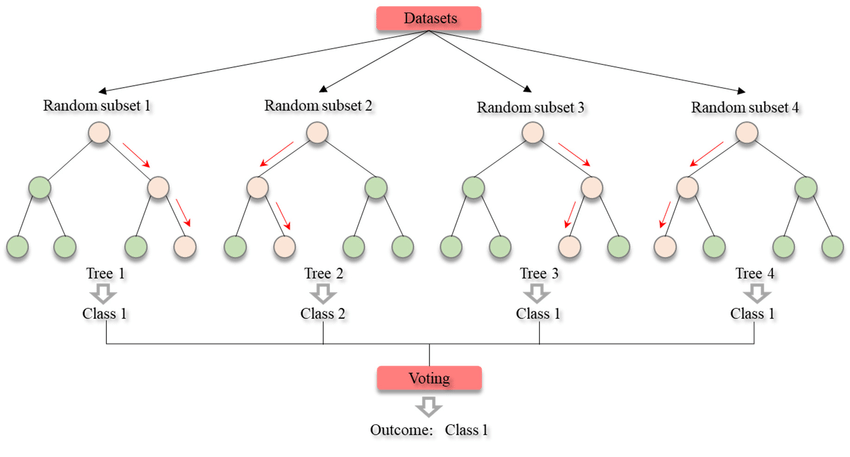 Datasets
Random subset 1
Random subset 2
Random subset 3
Random subset 4
Tree 1
Tree 2
Tree 3
Tree 4
Class 1
Class 2
Class 1
Class 1
Voting
Outcome: Class 1